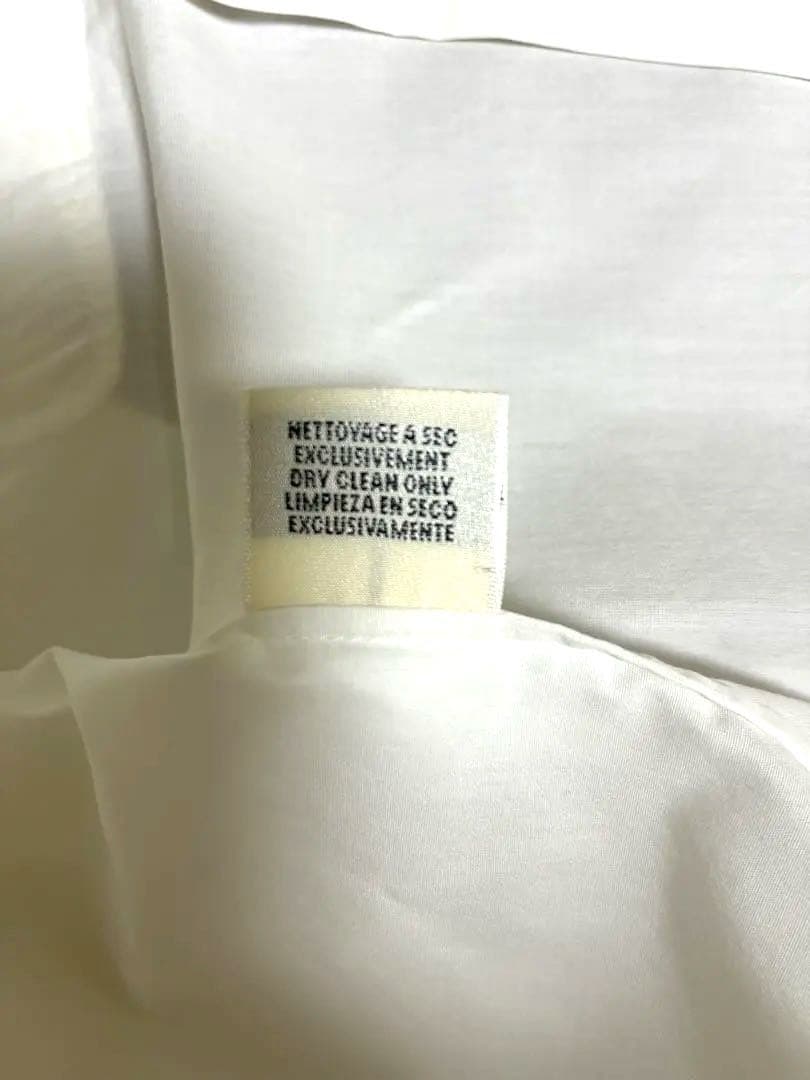 NETTOYAGE A SEC
EXCLUSIVEMENT
DRY CLEAN ONLY
LIMPIEZA EN SECO
EXCLUSIVAMENTE